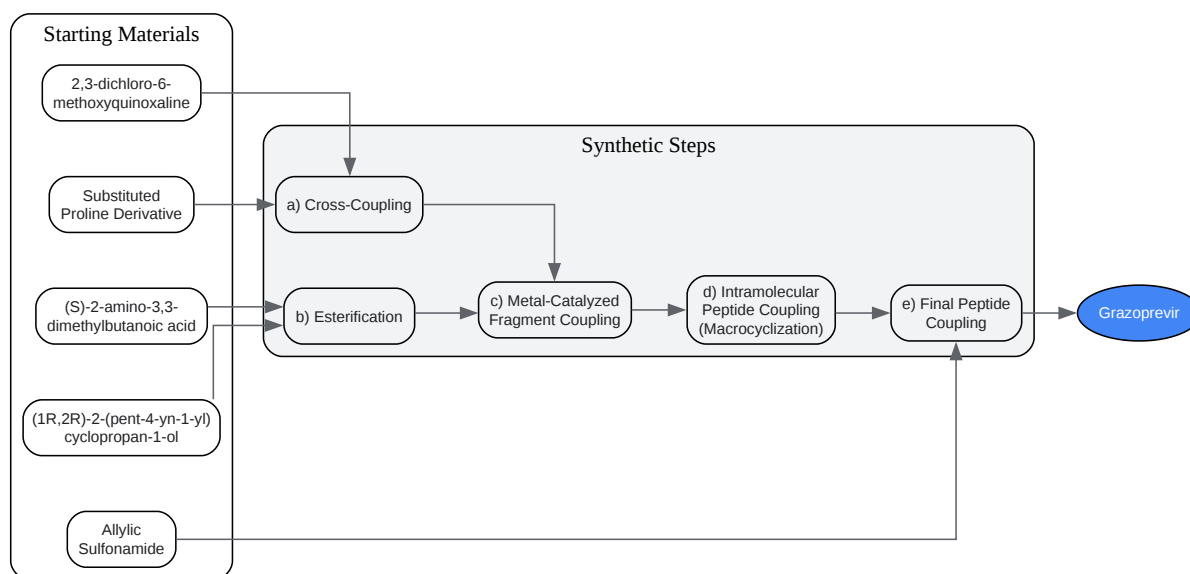 Starting Materials
2,3-dichloro-6-
methoxyquinoxaline
Substituted
Proline Derivative
(S)-2-amino-3,3-
dimethylbutanoic acid
(1R,2R)-2-(pent-4-yn-1-yl)
cyclopropan-1-ol
Allylic
Sulfonamide
Synthetic Steps
a) Cross-Coupling
b) Esterification
c) Metal-Catalyzed
Fragment Coupling
d) Intramolecular
Peptide Coupling
(Macrocyclization)
e) Final Peptide
Coupling
Grazoprevir